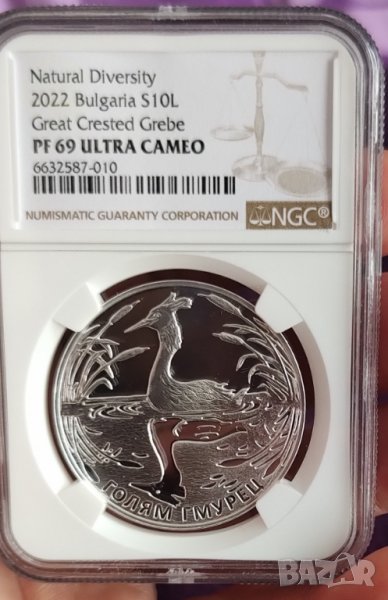 Natural Diversity
2022 Bulgaria S10L
Great Crested Grebe
PF 69 ULTRA CAMEO
6632587-010
NUMISMATIC GUARANTY CORPORATION NGC®
ГОЛЯМ ГМУРЕЦ
BAZAR